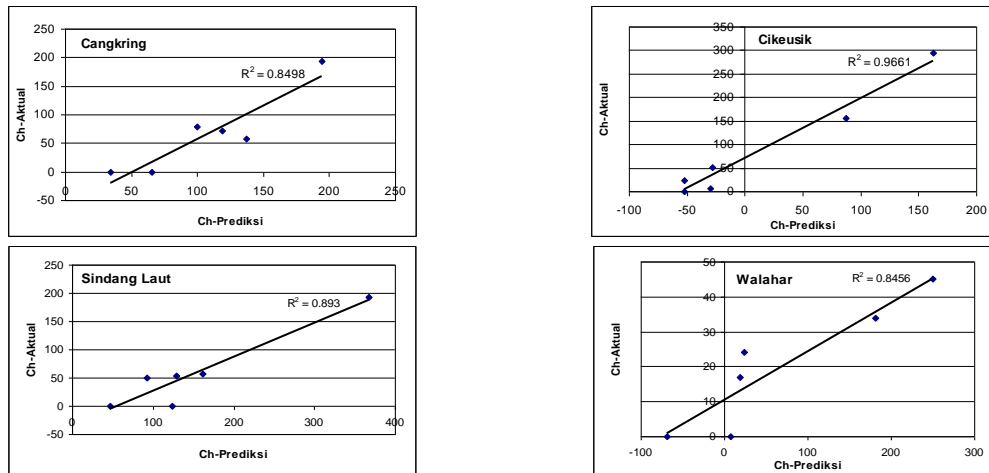 Cangkring
R² = 0.8498
250
200
150
100
50
0
-50
0 50 100 150 200 250
Ch-Aktual
Ch-Prediksi
Cikeusik
R² = 0.9661
350
300
250
200
150
100
50
0
-100 -50 0 50 100 150 200
Ch-Aktual
Ch-Prediksi
Sindang Laut
R² = 0.893
250
200
150
100
50
0
-50
0 100 200 300 400
Ch-Aktual
Ch-Prediksi
Walahar
R² = 0.8456
50
40
30
20
10
0
-100 0 100 200 300
Ch-Aktual
Ch-Prediksi